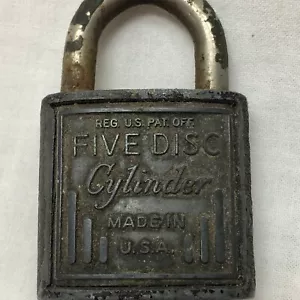 REG. U.S. PAT. OFF.
FIVE DISC
Cylinder
MADE IN
U.S.A.